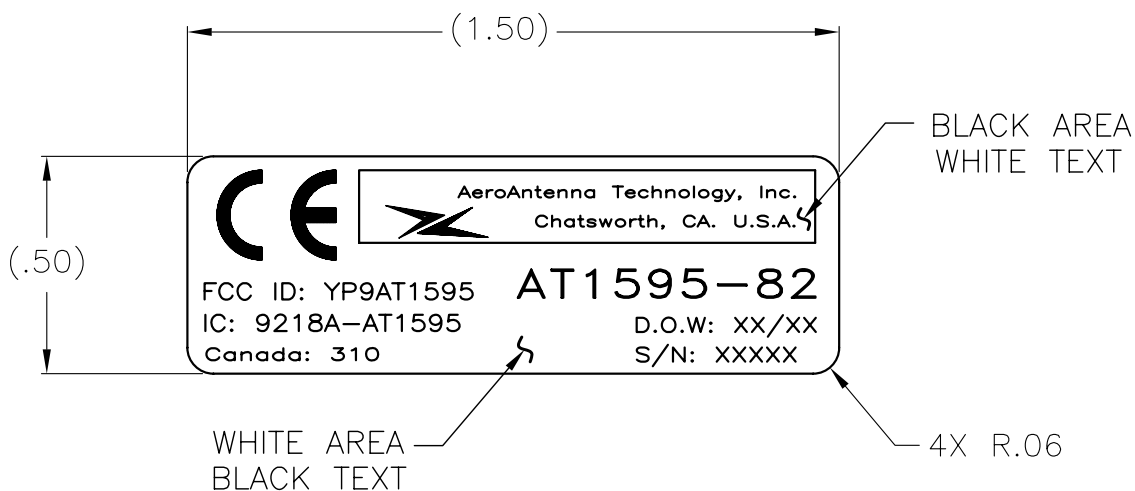 (1.50)
BLACK AREA
WHITE TEXT
(.50)
CE
AeroAntenna Technology, Inc.
Chatsworth, CA. U.S.A.
FCC ID: YP9AT1595
AT1595-82
IC: 9218A-AT1595
D.O.W: XX/XX
Canada: 310
S/N: XXXXX
WHITE AREA
BLACK TEXT
4X R.06